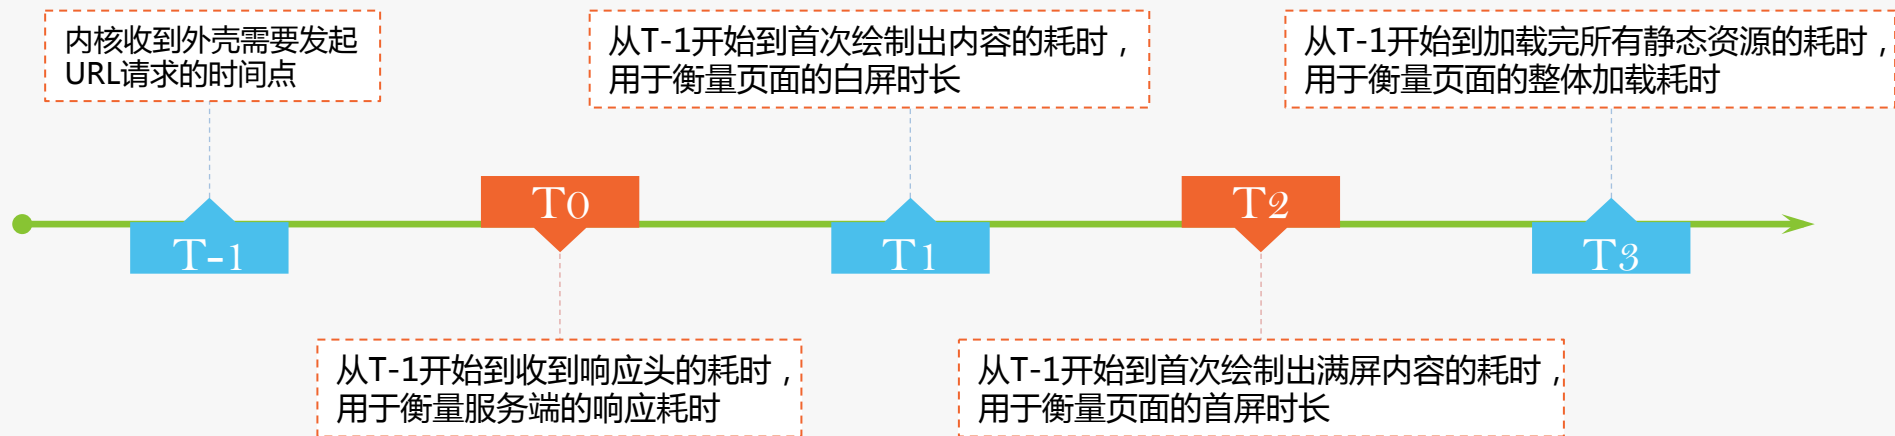 内核收到外壳需要发起
URL请求的时间点
从T-1开始到首次绘制出内容的耗时，
用于衡量页面的白屏时长
从T-1开始到加载完所有静态资源的耗时，
用于衡量页面的整体加载耗时
T-1
T0
T1
T2
T3
从T-1开始到收到响应头的耗时，
用于衡量服务端的响应耗时
从T-1开始到首次绘制出满屏内容的耗时，
用于衡量页面的首屏时长